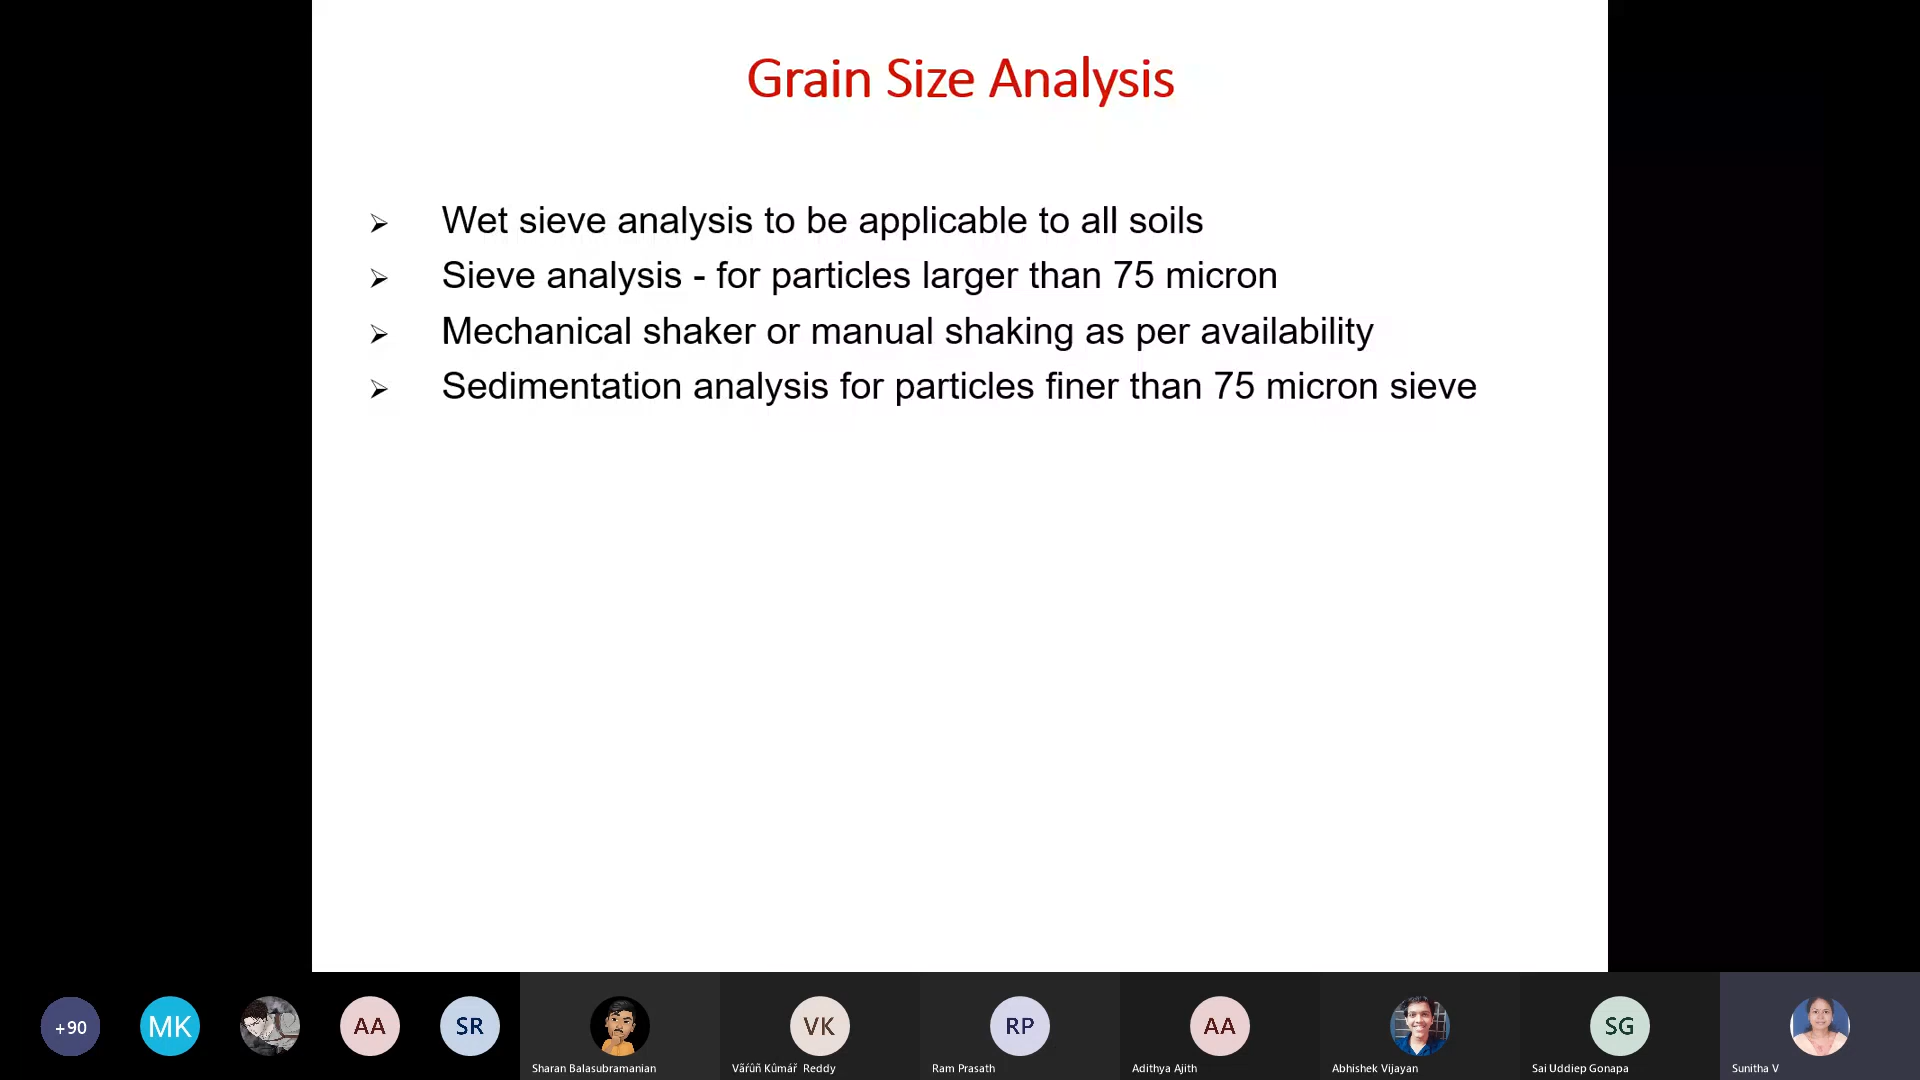 Grain Size Analysis
Wet sieve analysis to be applicable to all soils
Sieve analysis - for particles larger than 75 micron
Mechanical shaker or manual shaking as per availability
Sedimentation analysis for particles finer than 75 micron sieve
+90
MK
AA
SR
VK
RP
AA
SG
Sharan Balasubramanian
Vãŕûñ Kûmář Reddy
Ram Prasath
Adithya Ajith
Abhishek Vijayan
Sai Uddiep Gonapa
Sunitha V